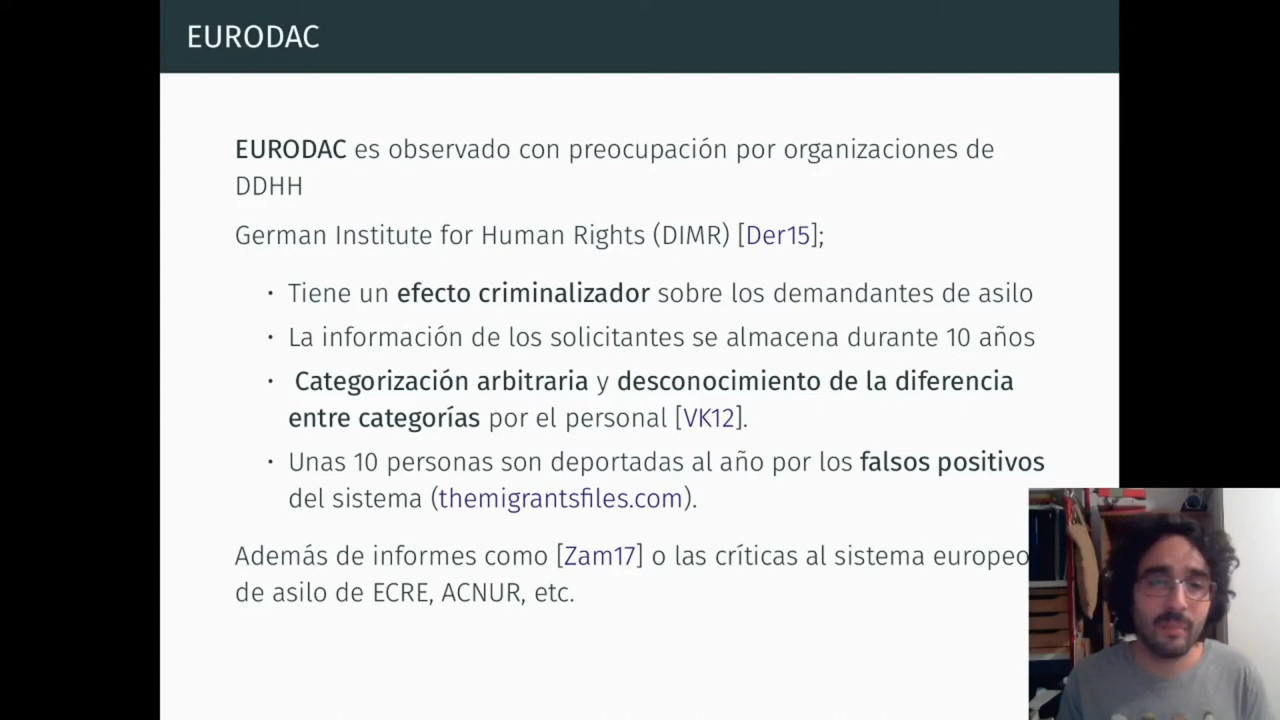 EURODAC
EURODAC es observado con preocupación por organizaciones de
DDHH
German Institute for Human Rights (DIMR) [Der15];
• Tiene un efecto criminalizador sobre los demandantes de asilo
• La información de los solicitantes se almacena durante 10 años
• Categorización arbitraria y desconocimiento de la diferencia
entre categorías por el personal [VK12].
• Unas 10 personas son deportadas al año por los falsos positivos
del sistema (themigrantsfiles.com).
Además de informes como [Zam17] o las críticas al sistema europeo
de asilo de ECRE, ACNUR, etc.